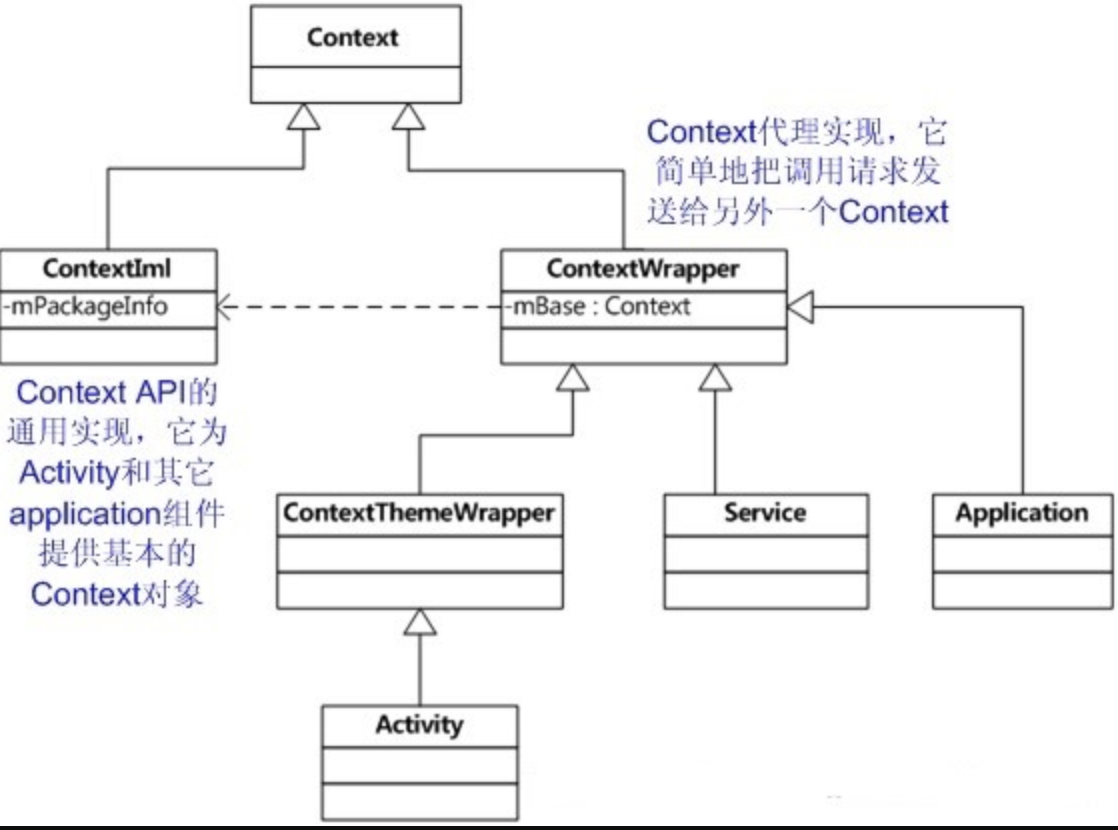 Context
Context代理实现，它
简单地把调用请求发
送给另外一个Context
ContextIml
-mPackageInfo
ContextWrapper
-mBase : Context
Context API的
通用实现，它为
Activity和其它
application组件
提供基本的
Context对象
ContextThemeWrapper
Service
Application
Activity